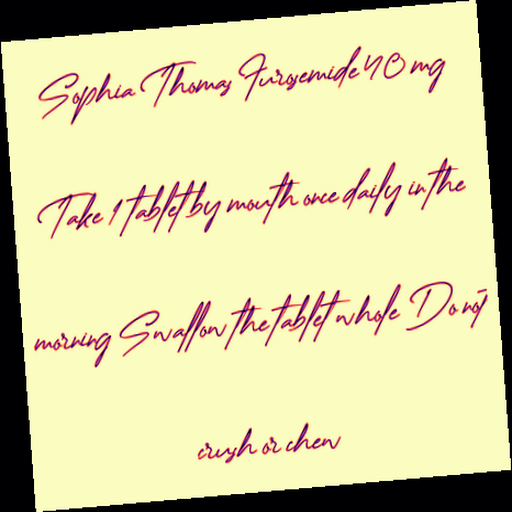 Sophia Thomas Furosemide 40 mg
Take 1 tablet by mouth once daily in the
morning Swallow the tablet whole Do not
crush or chew